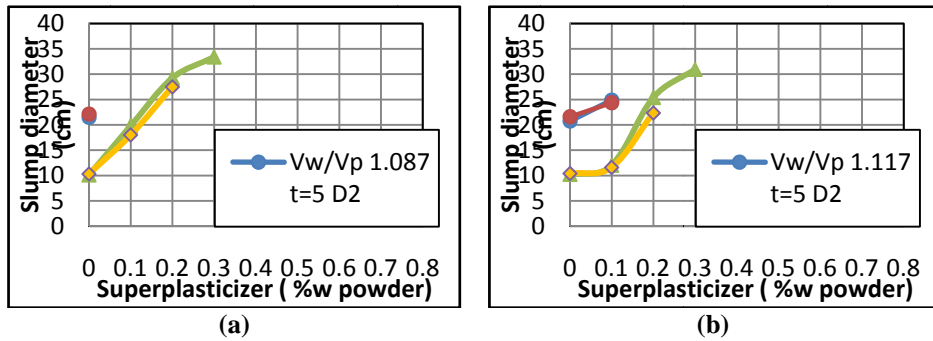 Slump diameter
(cm)
40
35
30
25
20
15
10
5
0
Vw/Vp 1.087
t=5 D2
0 0.1 0.2 0.3 0.4 0.5 0.6 0.7 0.8
Superplasticizer ( %w powder)
(a)
Slump diameter
(cm)
40
35
30
25
20
15
10
5
0
Vw/Vp 1.117
t=5 D2
0 0.1 0.2 0.3 0.4 0.5 0.6 0.7 0.8
Superplasticizer ( %w powder)
(b)